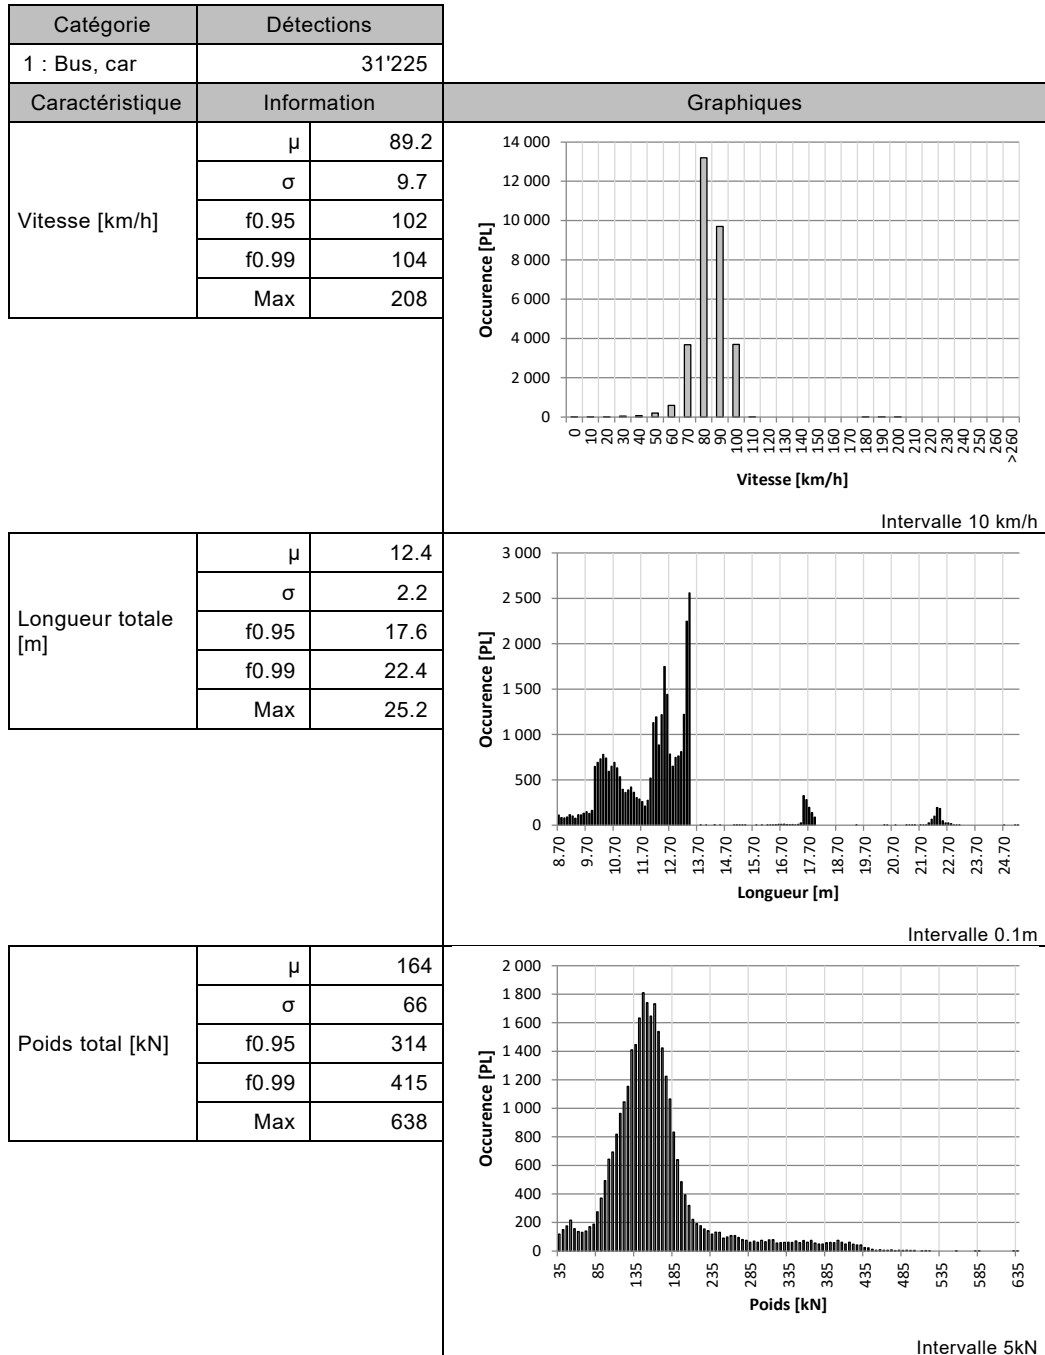 Catégorie Détections
1 : Bus, car 31'225
Caractéristique Information Graphiques
Vitesse [km/h]
μ 89.2
σ 9.7
f0.95 102
f0.99 104
Max 208
14 000
12 000
10 000
8 000
6 000
4 000
2 000
0
Occurence [PL]
0 10 20 30 40 50 60 70 80 90 100 110 120 130 140 150 160 170 180 190 200 210 220 230 240 250 260 >260
Vitesse [km/h]
Intervalle 10 km/h
Longueur totale
[m]
μ 12.4
σ 2.2
f0.95 17.6
f0.99 22.4
Max 25.2
3 000
2 500
2 000
1 500
1 000
500
0
Occurence [PL]
8.70 9.70 10.70 11.70 12.70 13.70 14.70 15.70 16.70 17.70 18.70 19.70 20.70 21.70 22.70 23.70 24.70
Longueur [m]
Intervalle 0.1m
Poids total [kN]
μ 164
σ 66
f0.95 314
f0.99 415
Max 638
2 000
1 800
1 600
1 400
1 200
1 000
800
600
400
200
0
Occurence [PL]
35 85 135 185 235 285 335 385 435 485 535 585 635
Poids [kN]
Intervalle 5kN